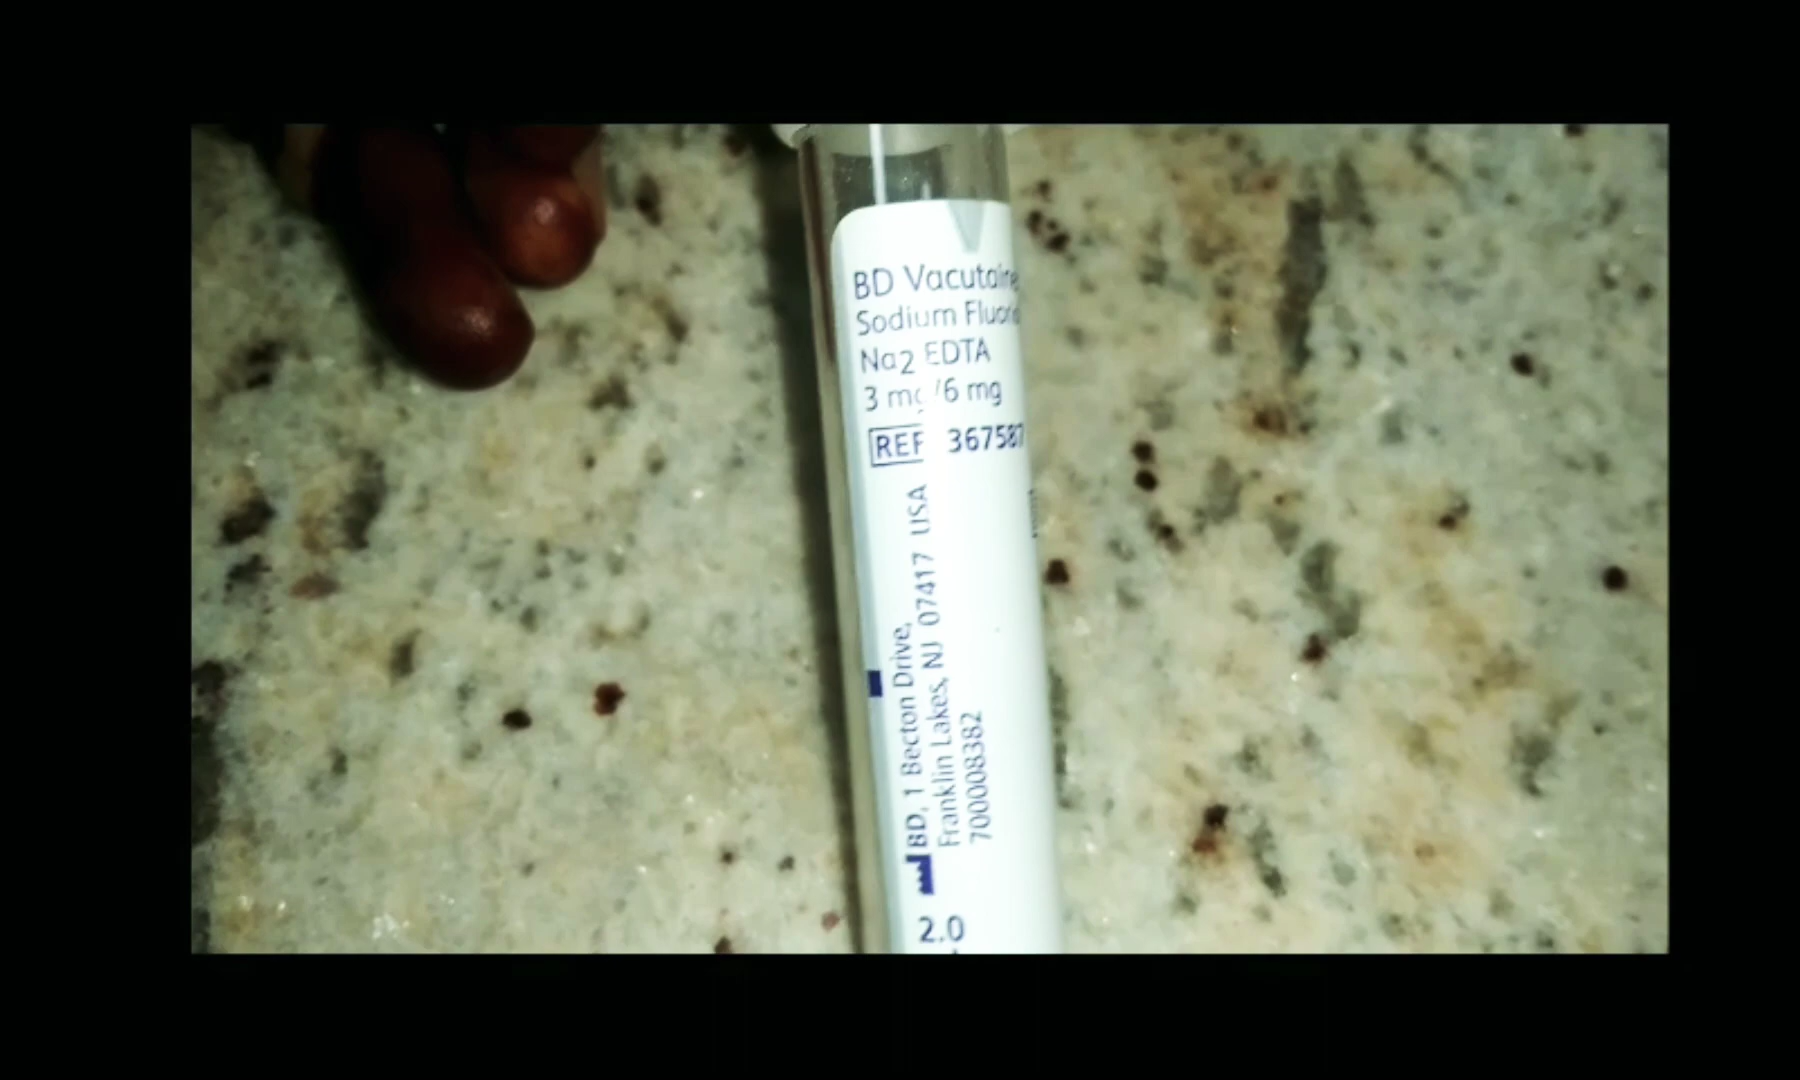 BD Vacutaine
Sodium Fluorid
Na2 EDTA
3 mg/6 mg
REF 367587
BD, 1 Becton Drive,
Franklin Lakes, NJ 07417 USA
700008382
2.0